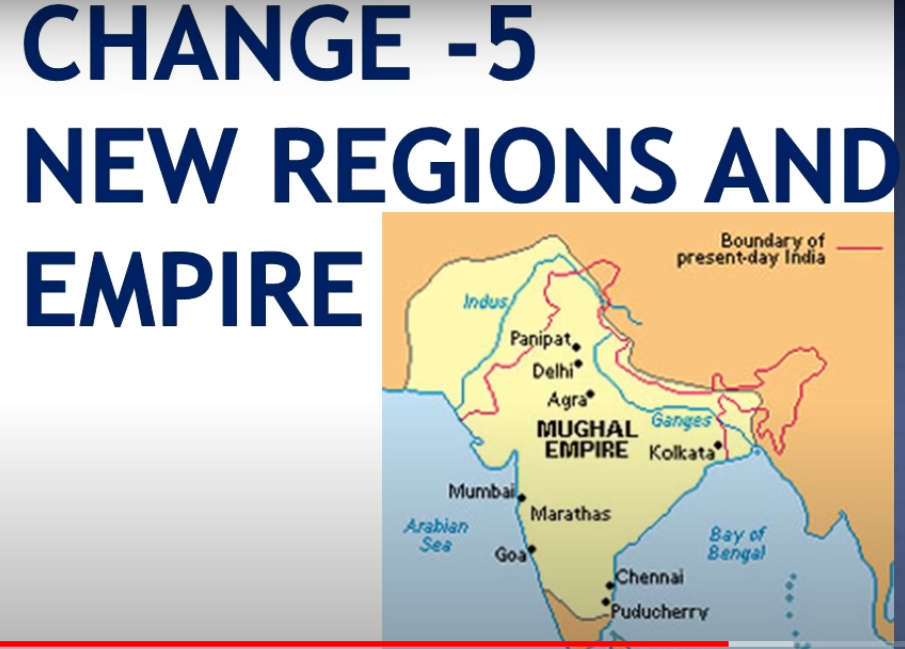 CHANGE -5
NEW REGIONS AND
EMPIRE
Boundary of
present-day India
Indus
Panipat
Delhi
Agra
MUGHAL
EMPIRE
Ganges
Kolkata
Mumbai
Marathas
Arabian
Sea
Goa
Bay of
Bengal
Chennai
Puducherry